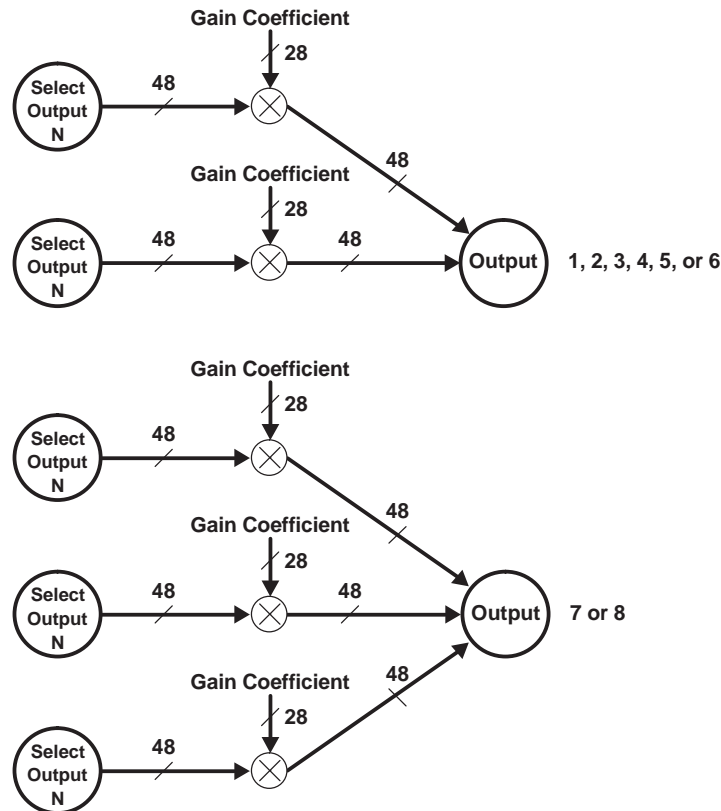 Gain Coefficient
28
Select
Output
N
48
48
Gain Coefficient
28
Select
Output
N
48
48
Output
1, 2, 3, 4, 5, or 6
Gain Coefficient
28
Select
Output
N
48
48
Gain Coefficient
28
Select
Output
N
48
48
Output
7 or 8
Gain Coefficient
28
48
Select
Output
N
48